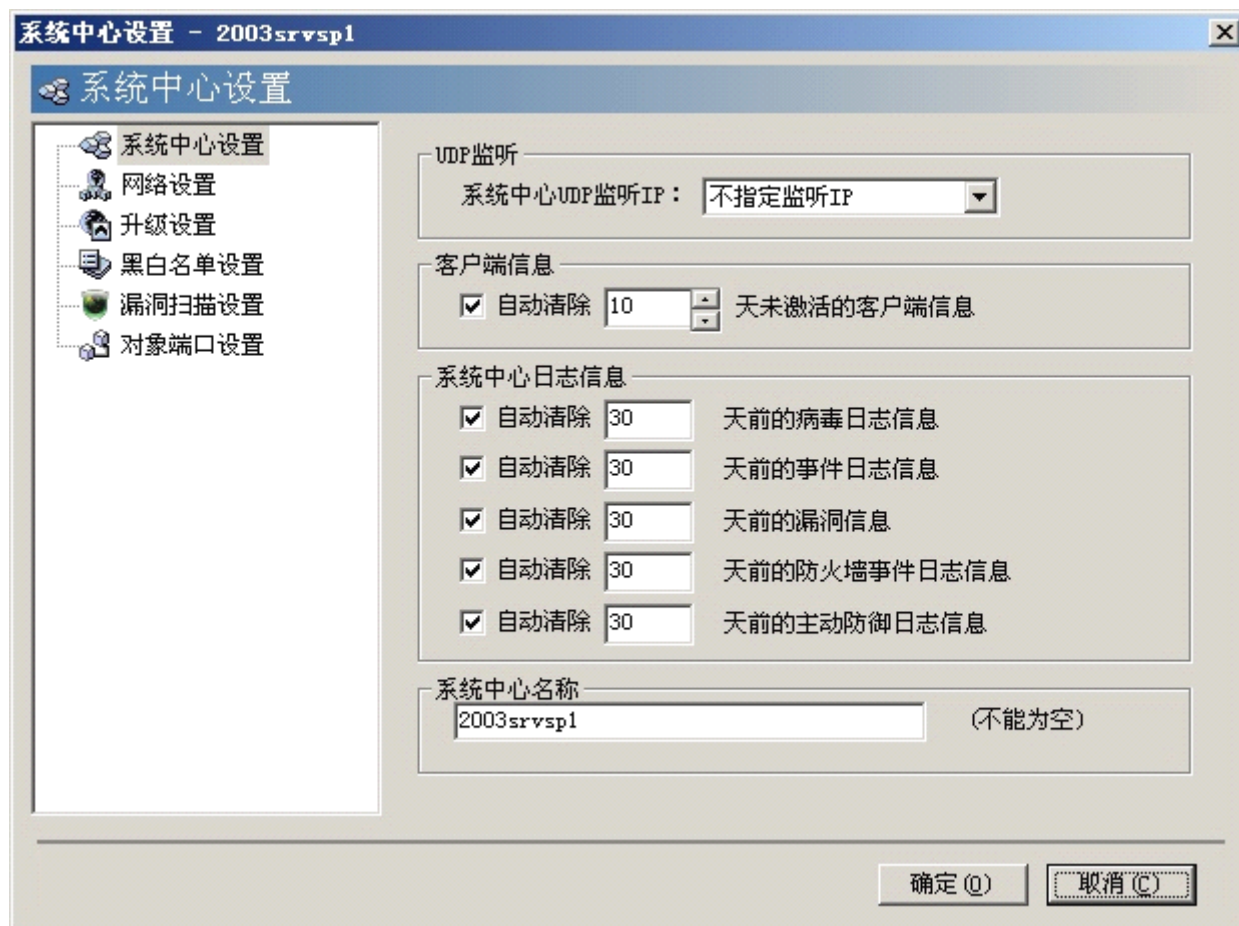 系统中心设置 - 2003srvsp1
系统中心设置
系统中心设置
网络设置
升级设置
黑白名单设置
漏洞扫描设置
对象端口设置
UDP监听
系统中心UDP监听IP： 不指定监听IP
客户端信息
自动清除 10 天未激活的客户端信息
系统中心日志信息
自动清除 30 天前的病毒日志信息
自动清除 30 天前的事件日志信息
自动清除 30 天前的漏洞信息
自动清除 30 天前的防火墙事件日志信息
自动清除 30 天前的主动防御日志信息
系统中心名称
2003srvsp1 (不能为空)
确定(O) 取消(C)